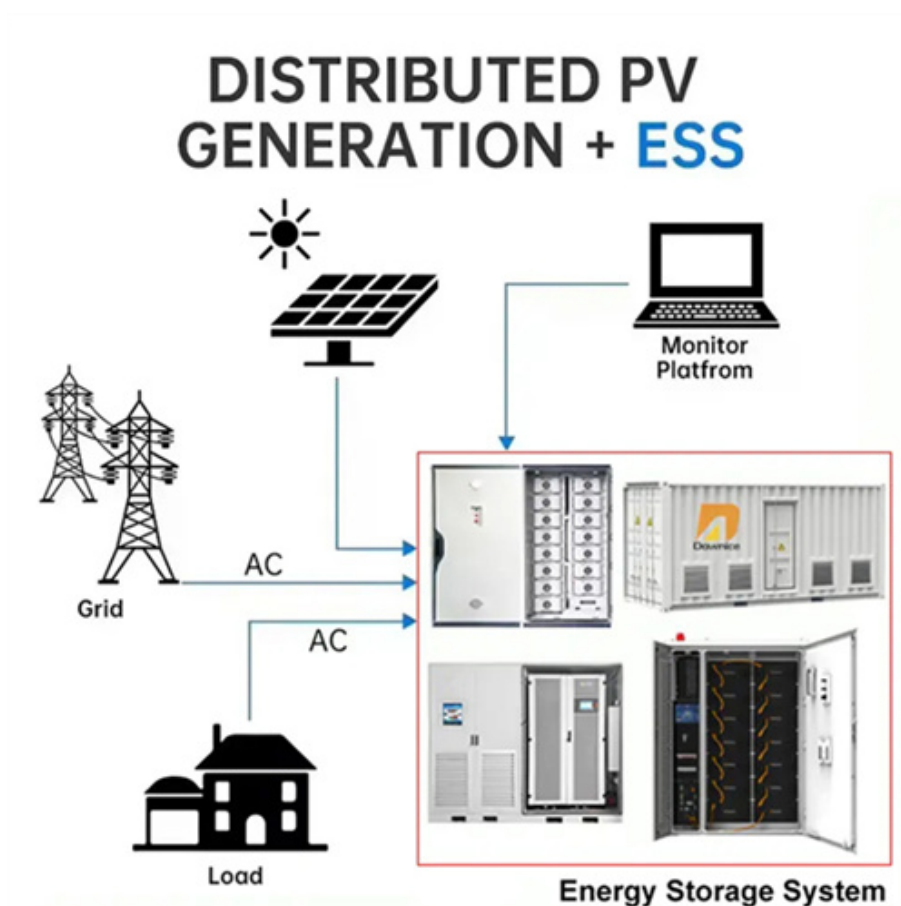 DISTRIBUTED PV
GENERATION + ESS
Monitor
Platfrom
Grid
AC
AC
Load
Energy Storage System